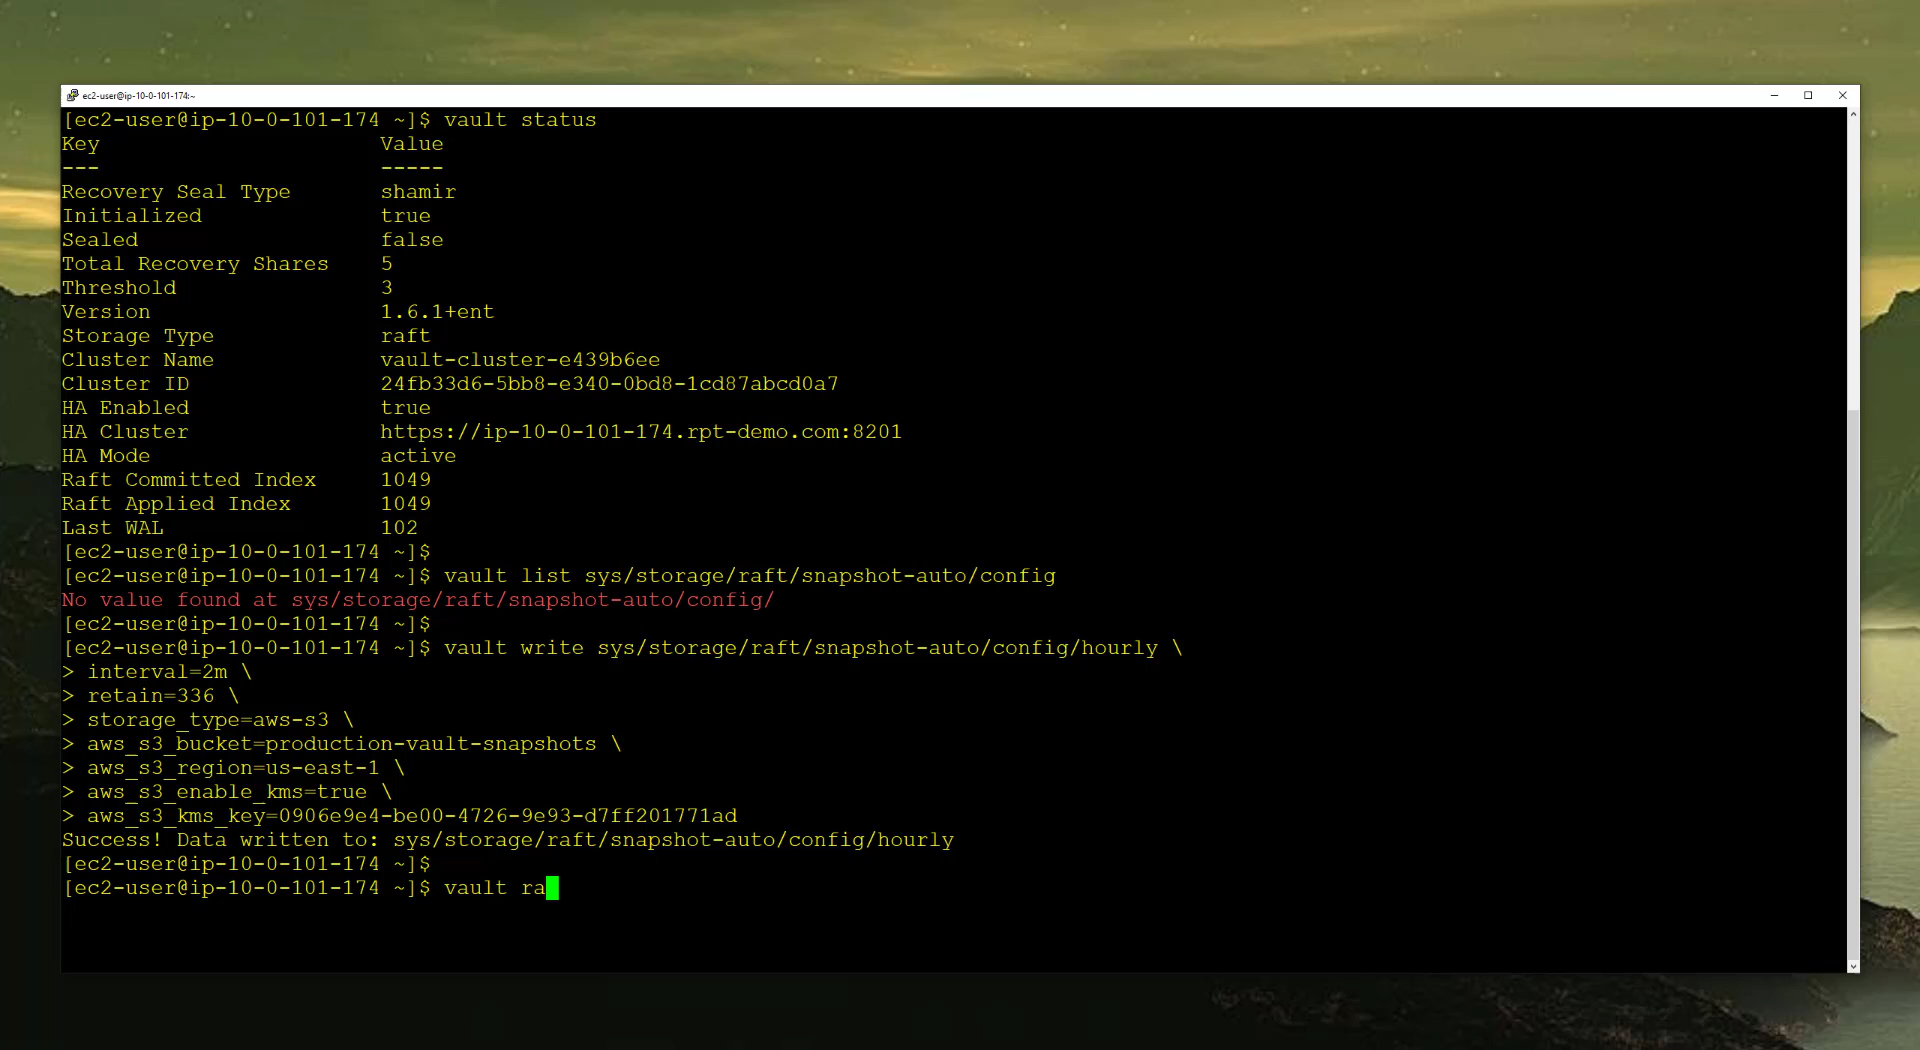 ec2-user@ip-10-0-101-174:~
[ec2-user@ip-10-0-101-174 ~]$ vault status
Key                      Value
---                      -----
Recovery Seal Type       shamir
Initialized              true
Sealed                   false
Total Recovery Shares    5
Threshold                3
Version                  1.6.1+ent
Storage Type             raft
Cluster Name             vault-cluster-e439b6ee
Cluster ID               24fb33d6-5bb8-e340-0bd8-1cd87abcd0a7
HA Enabled               true
HA Cluster               https://ip-10-0-101-174.rpt-demo.com:8201
HA Mode                  active
Raft Committed Index     1049
Raft Applied Index       1049
Last WAL                 102
[ec2-user@ip-10-0-101-174 ~]$
[ec2-user@ip-10-0-101-174 ~]$ vault list sys/storage/raft/snapshot-auto/config
No value found at sys/storage/raft/snapshot-auto/config/
[ec2-user@ip-10-0-101-174 ~]$
[ec2-user@ip-10-0-101-174 ~]$ vault write sys/storage/raft/snapshot-auto/config/hourly \
> interval=2m \
> retain=336 \
> storage_type=aws-s3 \
> aws_s3_bucket=production-vault-snapshots \
> aws_s3_region=us-east-1 \
> aws_s3_enable_kms=true \
> aws_s3_kms_key=0906e9e4-be00-4726-9e93-d7ff201771ad
Success! Data written to: sys/storage/raft/snapshot-auto/config/hourly
[ec2-user@ip-10-0-101-174 ~]$
[ec2-user@ip-10-0-101-174 ~]$ vault ra